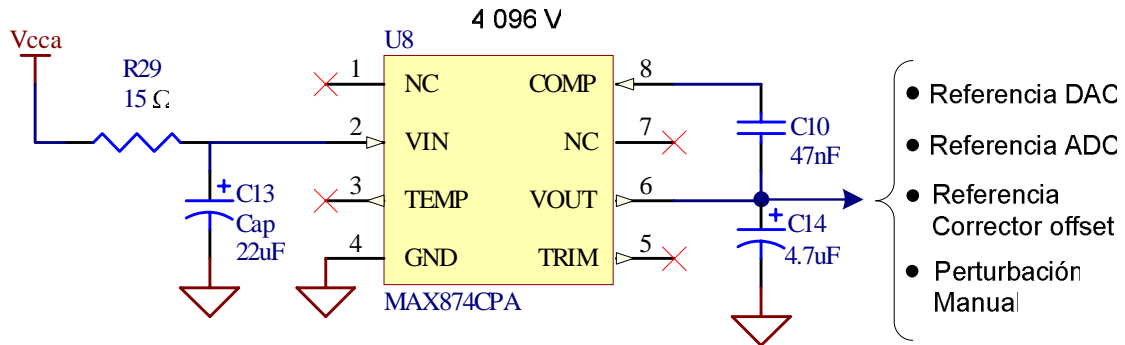 4 096 V
Vcca
U8
R29
15 Ω
1
NC
COMP
8
2
VIN
NC
7
3
TEMP
VOUT
6
4
GND
TRIM
5
MAX874CPA
+
C13
Cap
22uF
C10
47nF
+
C14
4.7uF
• Referencia DAC
• Referencia ADC
• Referencia
Corrector offset
• Perturbación
Manual